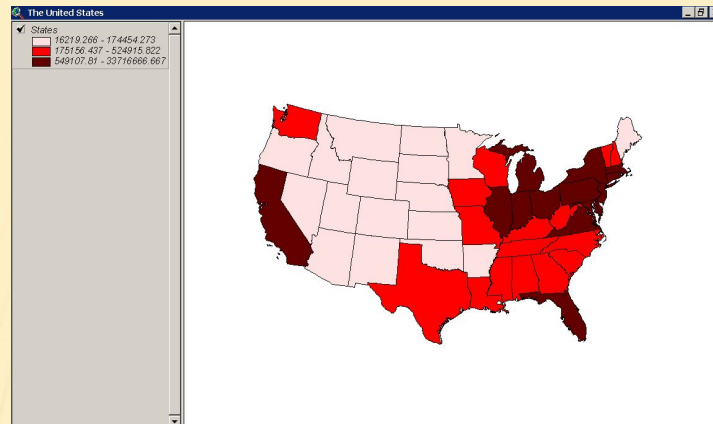 The United States
States
16219.266 - 174454.273
175156.437 - 524915.822
549107.81 - 33716666.667